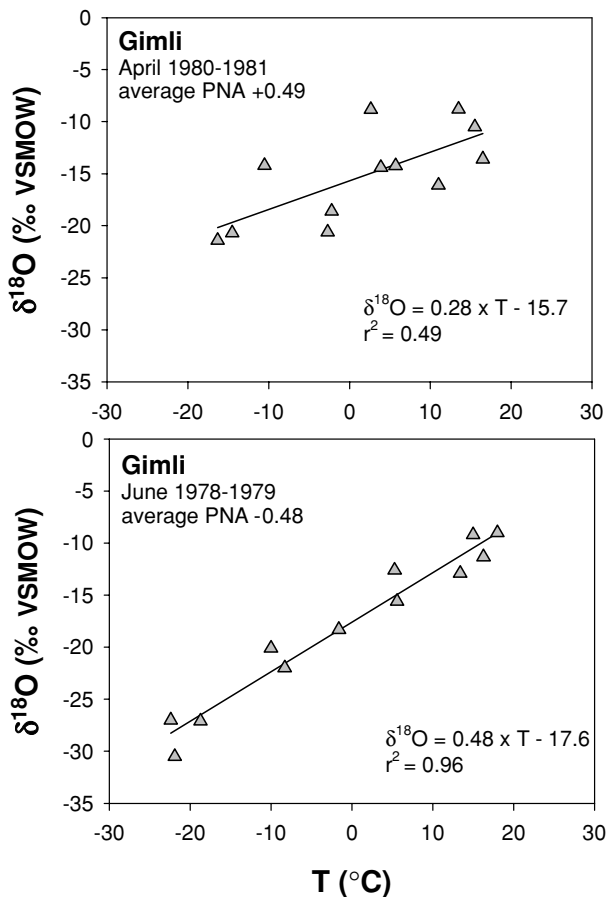 Gimli
April 1980-1981
average PNA +0.49
δ¹⁸O (‰ VSMOW)
0
-5
-10
-15
-20
-25
-30
-35
δ¹⁸O = 0.28 x T - 15.7
r² = 0.49
-30 -20 -10 0 10 20 30
Gimli
June 1978-1979
average PNA -0.48
δ¹⁸O (‰ VSMOW)
0
-5
-10
-15
-20
-25
-30
-35
δ¹⁸O = 0.48 x T - 17.6
r² = 0.96
-30 -20 -10 0 10 20 30
T (°C)